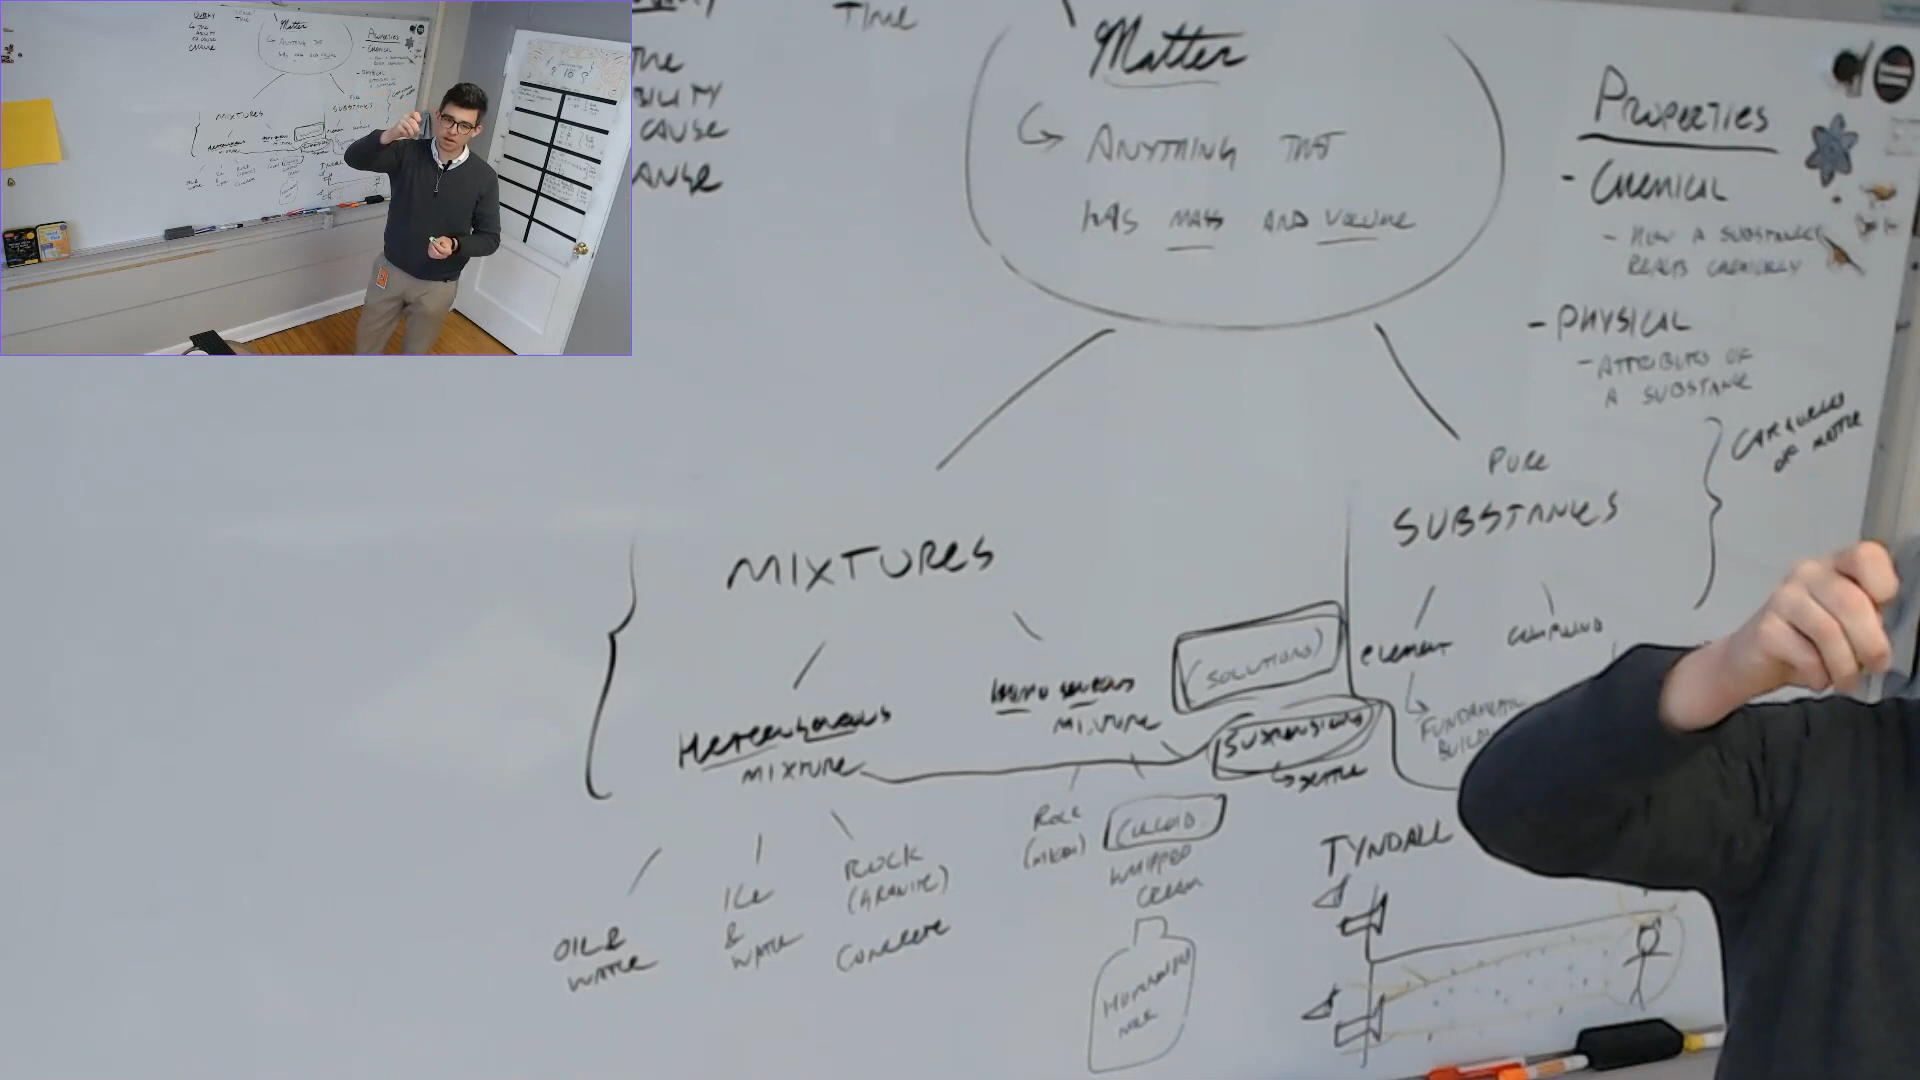 TIME
THE
CAUSE
Matter
ANYTHING THAT
HAS MASS AND VOLUME
PROPERTIES
- CHEMICAL
- HOW A SUBSTANCE
REACTS CHEMICALLY
- PHYSICAL
- ATTRIBUTES OF
A SUBSTANCE
CATEGORIES
OF MATTER
PURE
SUBSTANCES
MIXTURES
ELEMENT
COMPOUND
(SOLUTIONS)
HOMOGENEOUS
MIXTURE
HETEROGENEOUS
MIXTURE
(SUSPENSIONS)
SETTLE
FUNDAMENTAL
OIL &
WATER
ICE
&
WATER
ROCK
(GRANITE)
CONCRETE
ROCK
COLLOID
WHIPPED
CREAM
HOMOGENIZED
MILK
TYNDALL